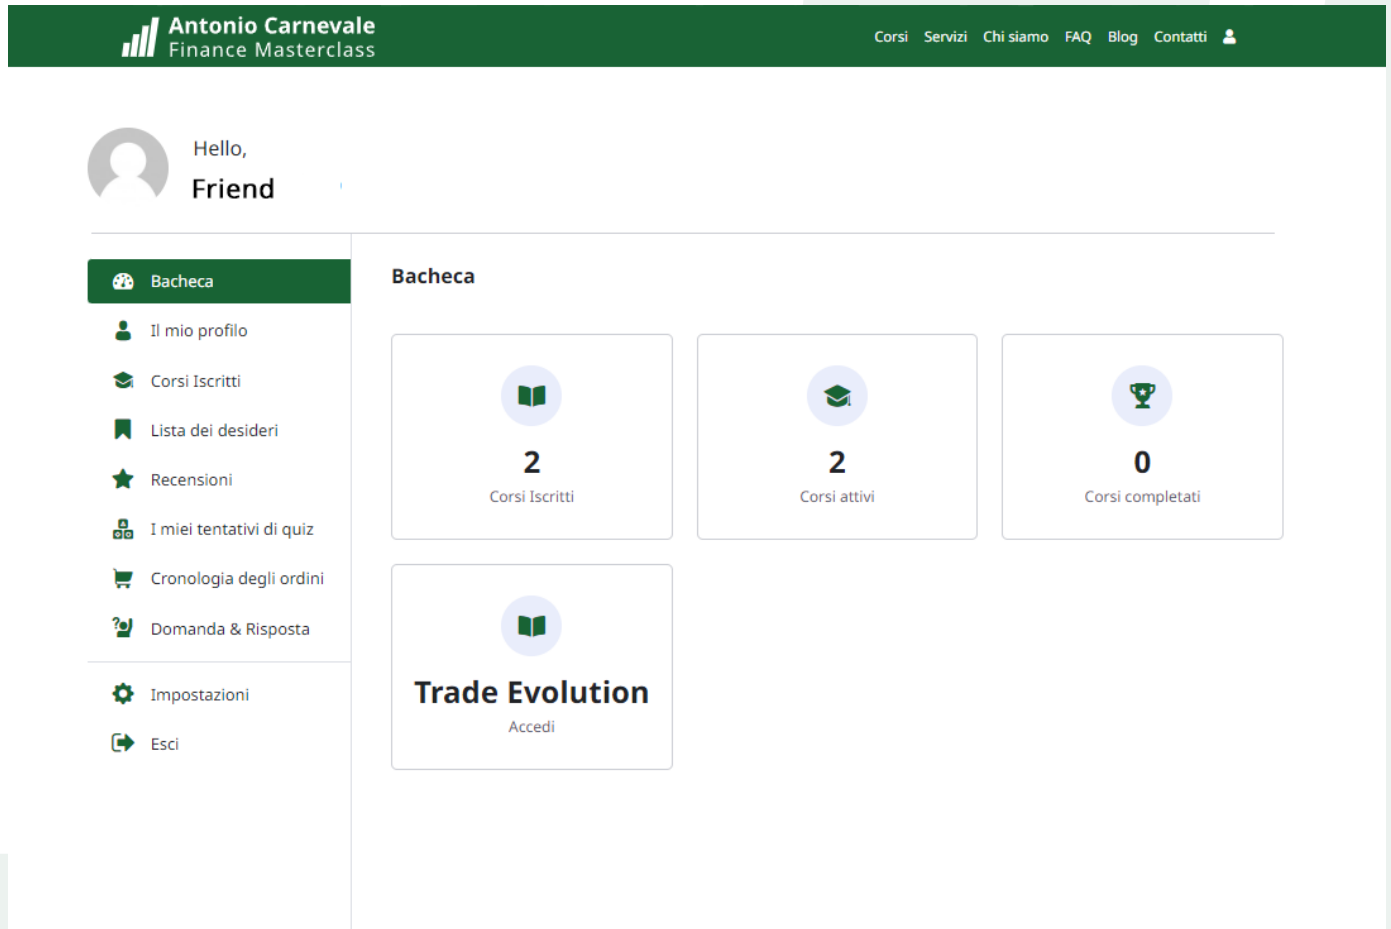 Antonio Carnevale
Finance Masterclass
Corsi Servizi Chi siamo FAQ Blog Contatti
Hello,
Friend
Bacheca
Il mio profilo
Corsi Iscritti
Lista dei desideri
Recensioni
I miei tentativi di quiz
Cronologia degli ordini
Domanda & Risposta
Impostazioni
Esci
Bacheca
2
Corsi Iscritti
2
Corsi attivi
0
Corsi completati
Trade Evolution
Accedi